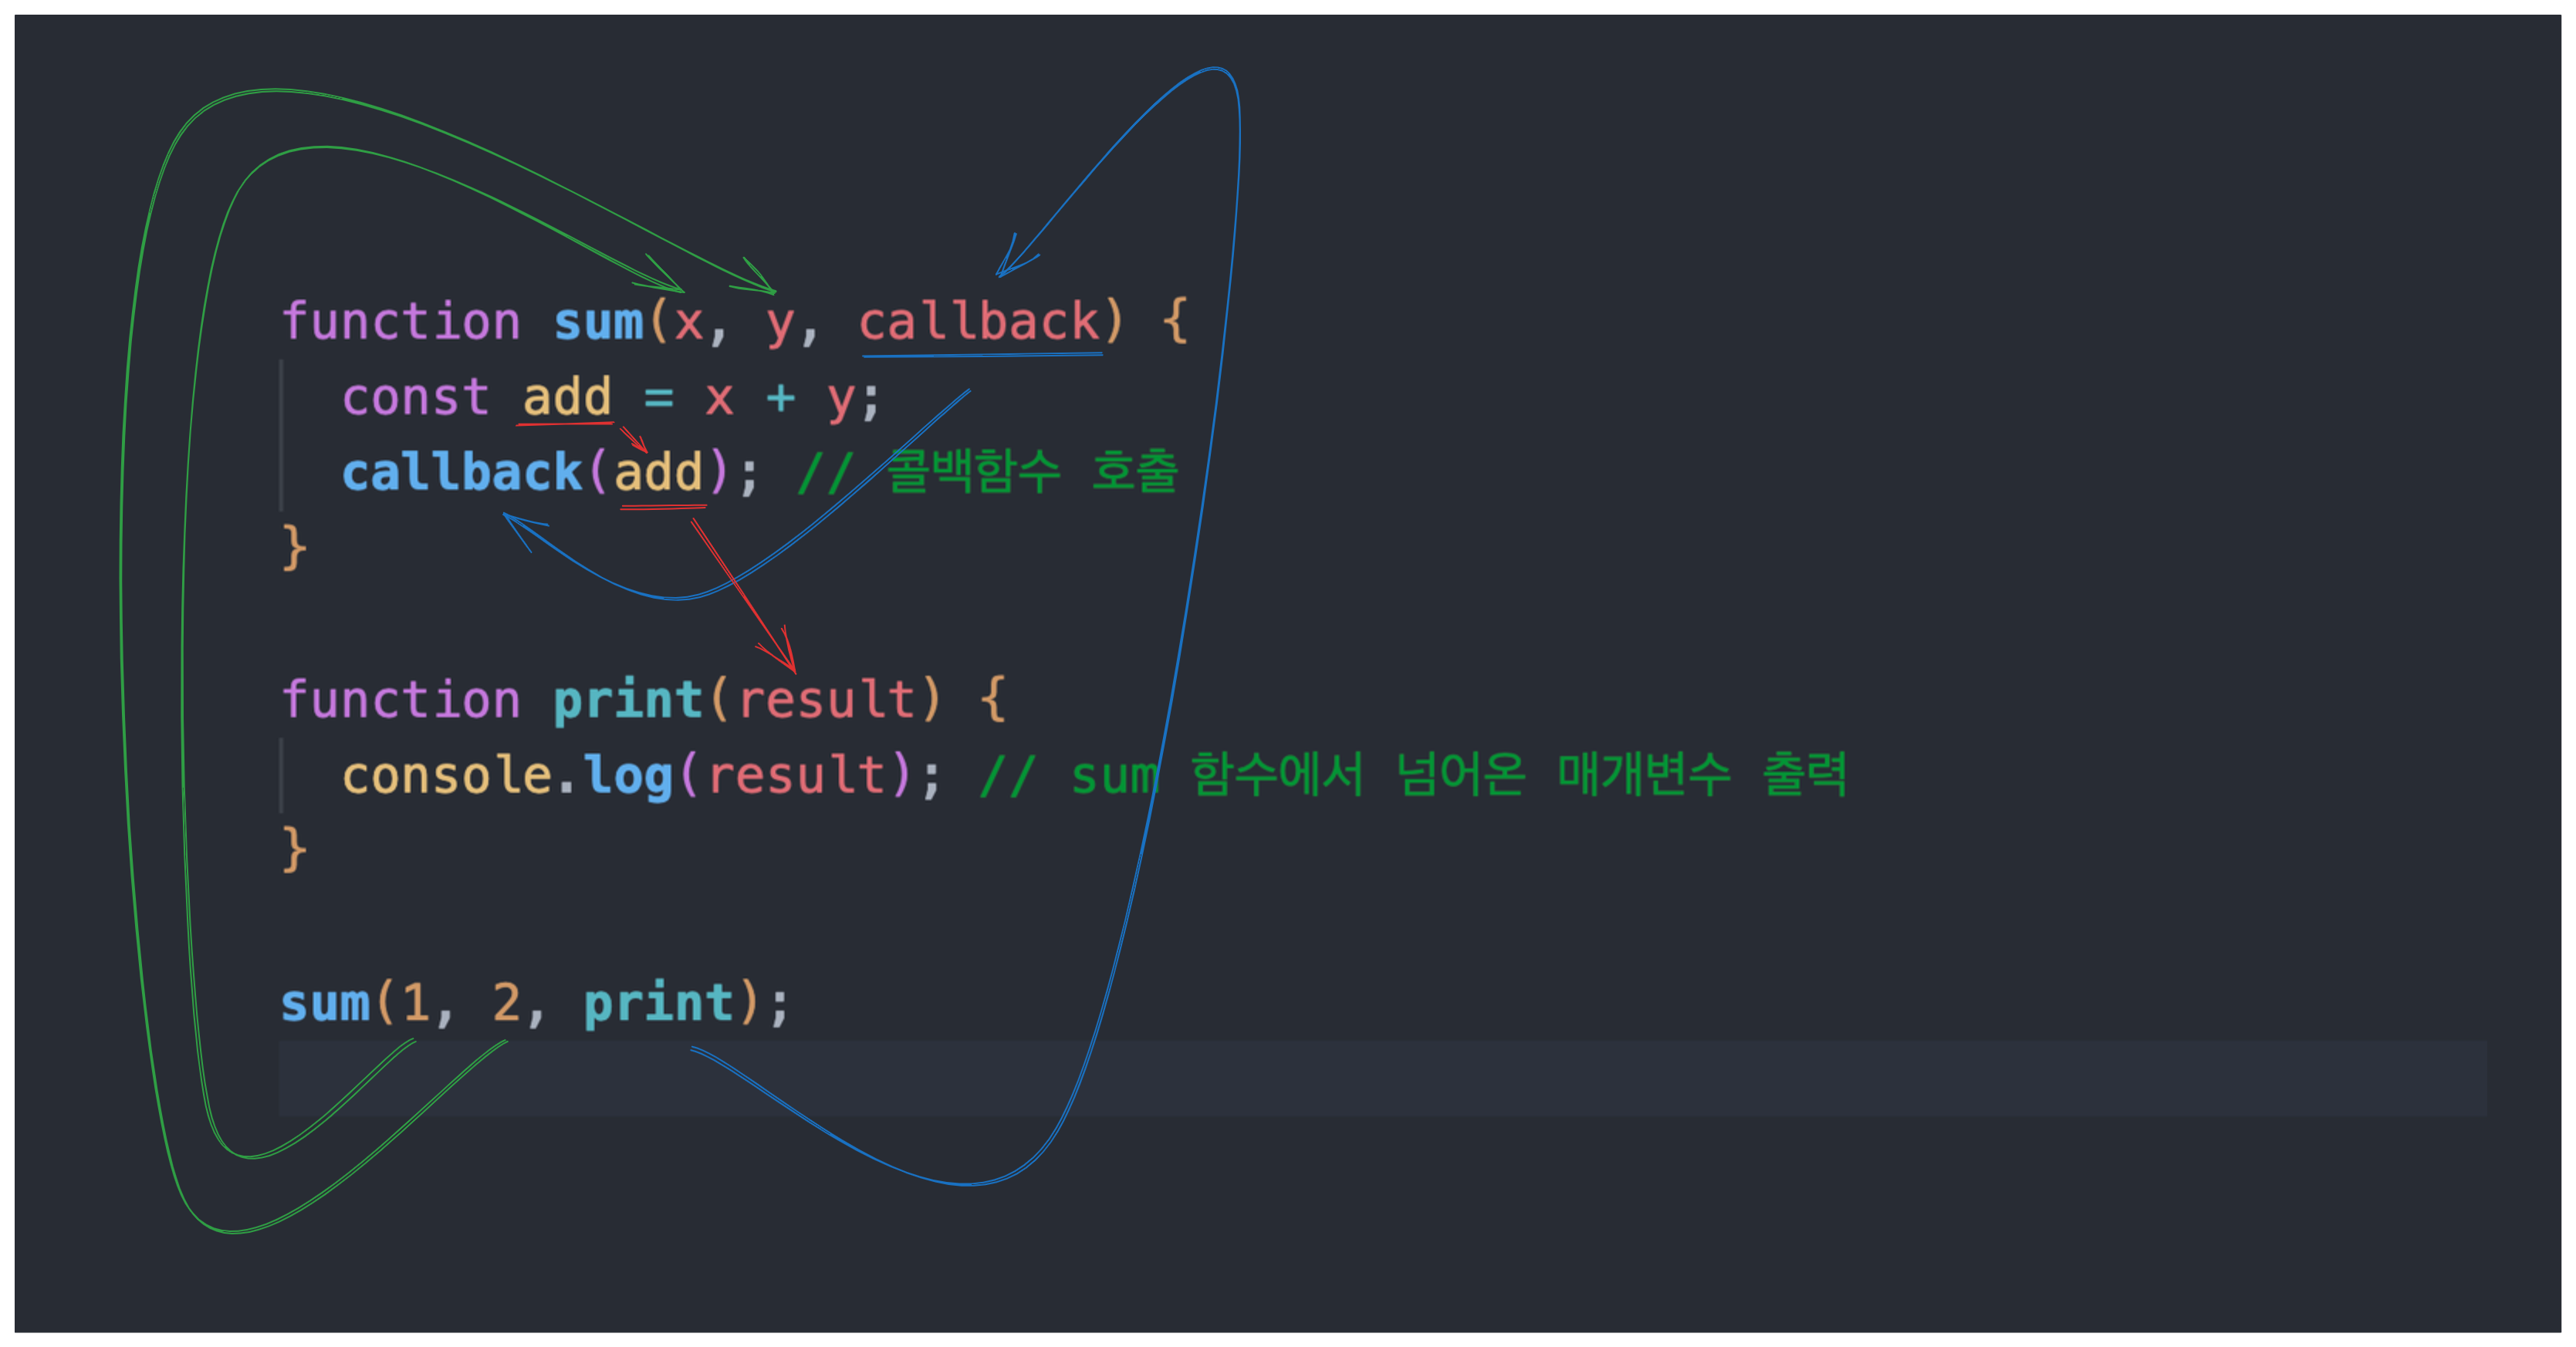 function sum(x, y, callback) {
  const add = x + y;
  callback(add); // 콜백함수 호출
}
function print(result) {
  console.log(result); // sum 함수에서 넘어온 매개변수 출력
}
sum(1, 2, print);